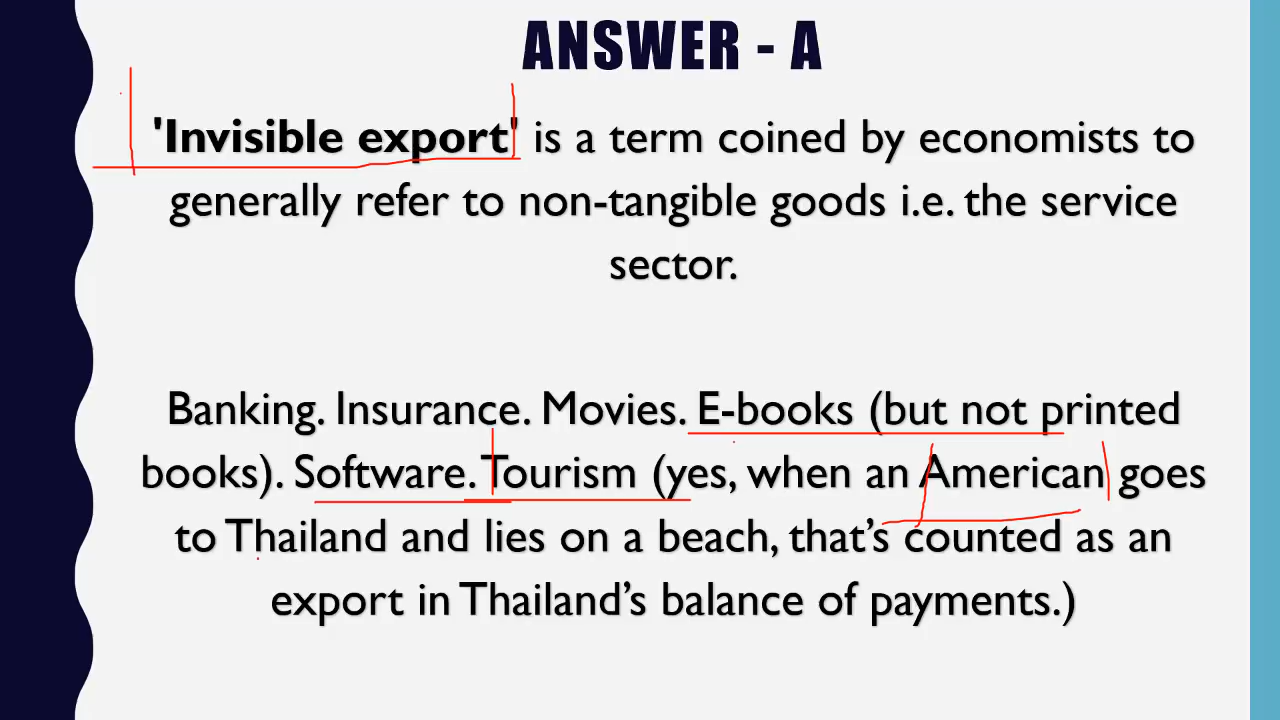 ANSWER - A
'Invisible export' is a term coined by economists to
generally refer to non-tangible goods i.e. the service
sector.
Banking. Insurance. Movies. E-books (but not printed
books). Software. Tourism (yes, when an American goes
to Thailand and lies on a beach, that's counted as an
export in Thailand's balance of payments.)